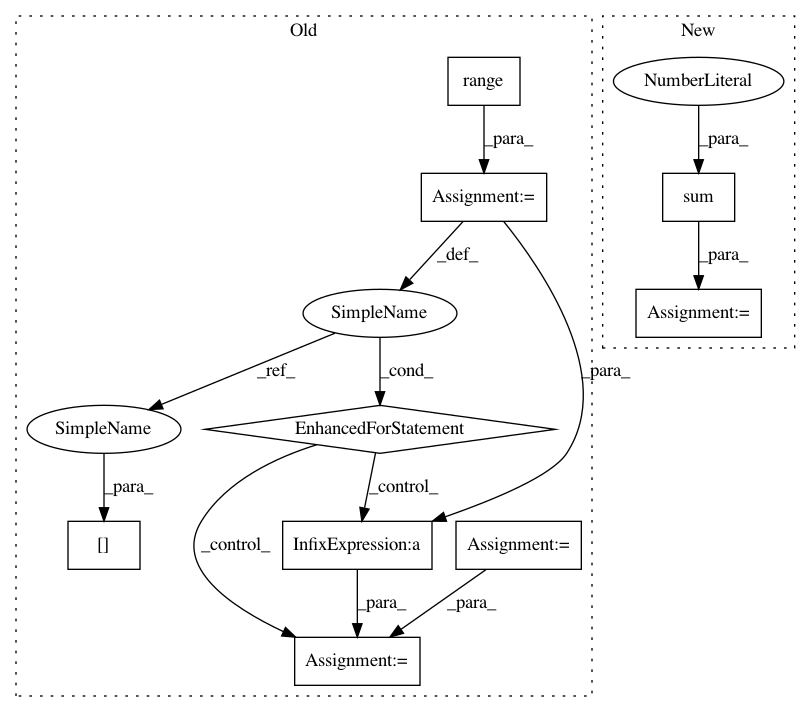 Old
New
range
NumberLiteral
_para_
_para_
Assignment:=
sum
_def_
_para_
SimpleName
Assignment:=
_ref_
_cond_
_para_
SimpleName
EnhancedForStatement
_para_
_control_
[]
_control_
InfixExpression:a
Assignment:=
_para_
_para_
Assignment:=